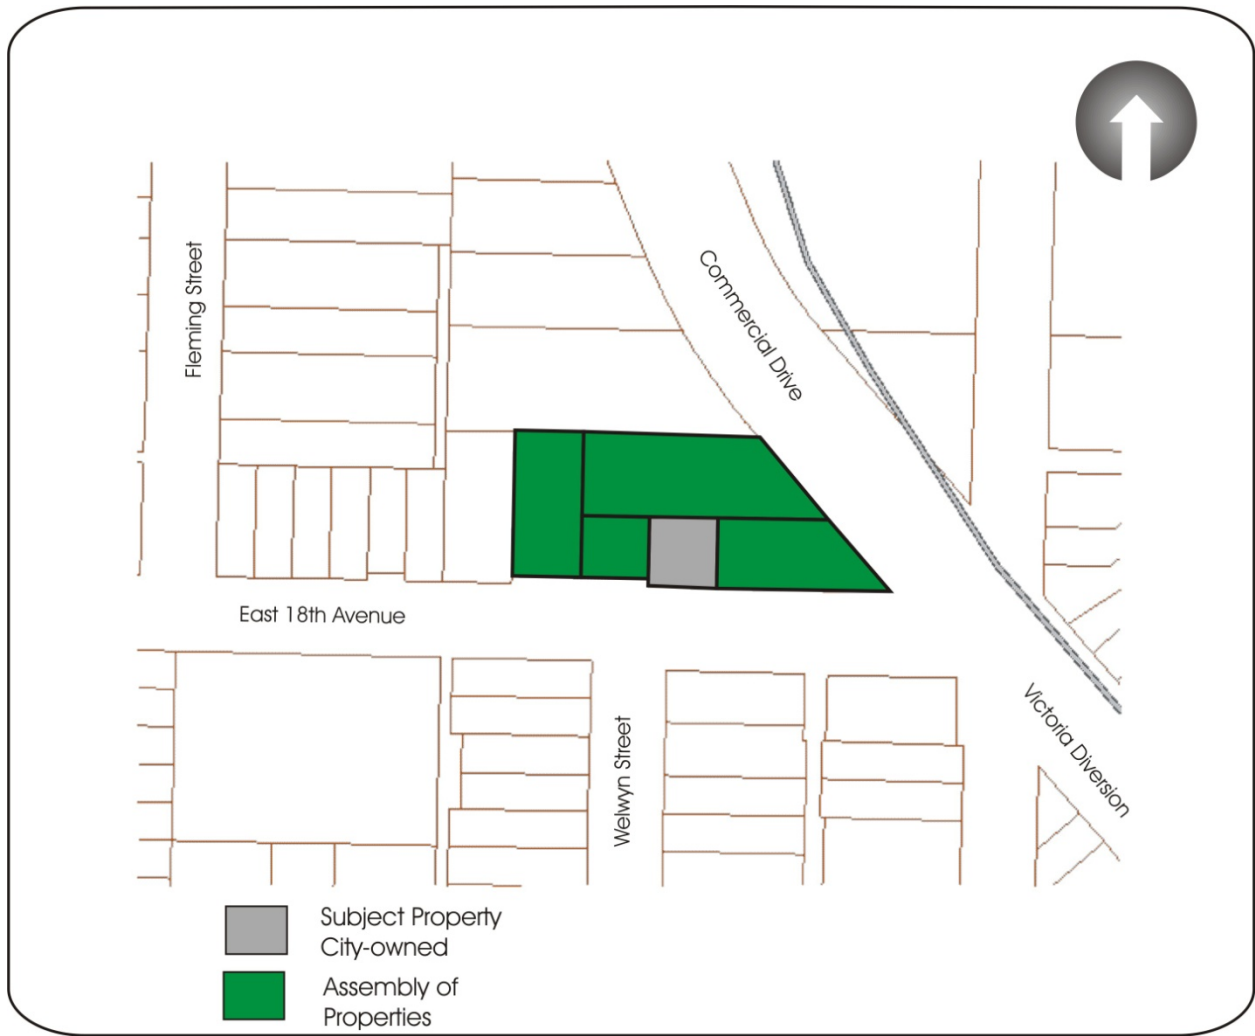 Fleming Street
Commercial Drive
East 18th Avenue
Welwyn Street
Victoria Diversion
Subject Property
City-owned
Assembly of
Properties